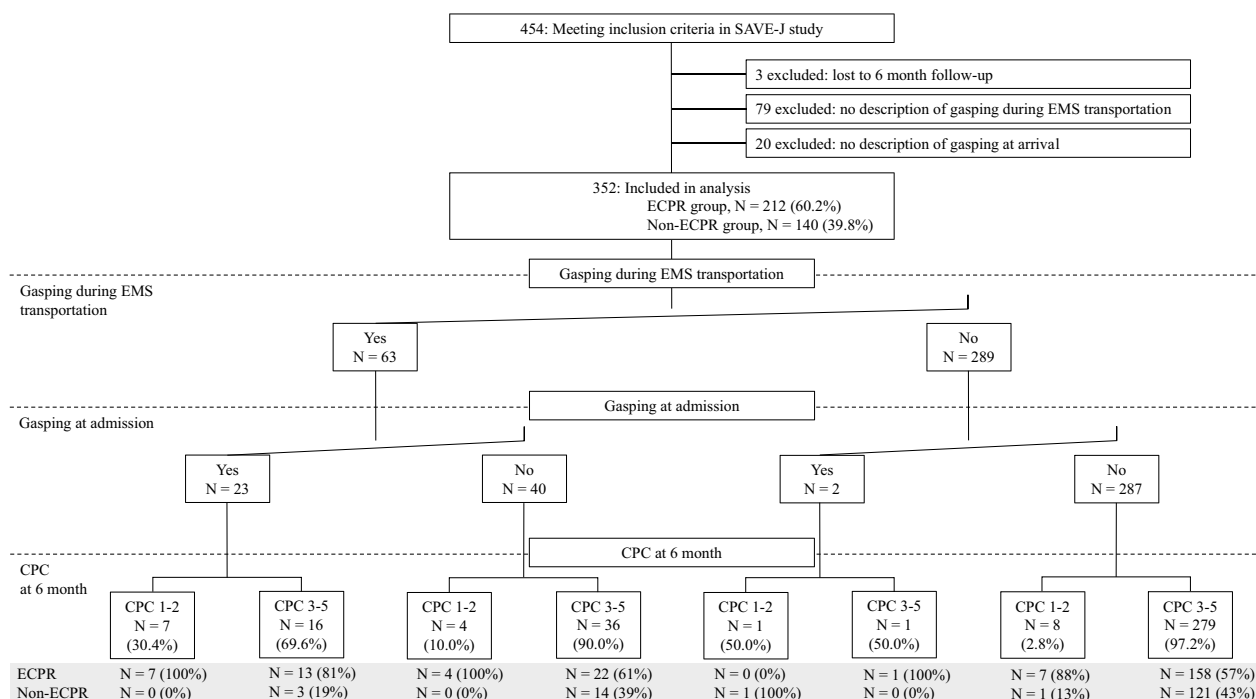 454: Meeting inclusion criteria in SAVE-J study
3 excluded: lost to 6 month follow-up
79 excluded: no description of gasping during EMS transportation
20 excluded: no description of gasping at arrival
352: Included in analysis
ECPR group, N = 212 (60.2%)
Non-ECPR group, N = 140 (39.8%)
Gasping during EMS transportation
Gasping during EMS
transportation
Yes
N = 63
No
N = 289
Gasping at admission
Gasping at admission
Yes
N = 23
No
N = 40
Yes
N = 2
No
N = 287
CPC at 6 month
CPC
at 6 month
CPC 1-2
N = 7
(30.4%)
CPC 3-5
N = 16
(69.6%)
CPC 1-2
N = 4
(10.0%)
CPC 3-5
N = 36
(90.0%)
CPC 1-2
N = 1
(50.0%)
CPC 3-5
N = 1
(50.0%)
CPC 1-2
N = 8
(2.8%)
CPC 3-5
N = 279
(97.2%)
ECPR N = 7 (100%) N = 13 (81%) N = 4 (100%) N = 22 (61%) N = 0 (0%) N = 1 (100%) N = 7 (88%) N = 158 (57%)
Non-ECPR N = 0 (0%) N = 3 (19%) N = 0 (0%) N = 14 (39%) N = 1 (100%) N = 0 (0%) N = 1 (13%) N = 121 (43%)